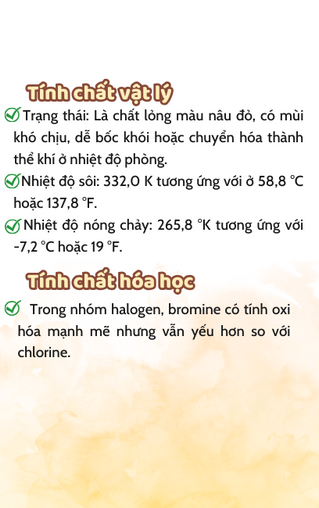 Tính chất vật lý
Trạng thái: Là chất lỏng màu nâu đỏ, có mùi
khó chịu, dễ bốc khói hoặc chuyển hóa thành
thể khí ở nhiệt độ phòng.
Nhiệt độ sôi: 332,0 K tương ứng với ở 58,8 °C
hoặc 137,8 °F.
Nhiệt độ nóng chảy: 265,8 °K tương ứng với
-7,2 °C hoặc 19 °F.
Tính chất hóa học
Trong nhóm halogen, bromine có tính oxi
hóa mạnh mẽ nhưng vẫn yếu hơn so với
chlorine.